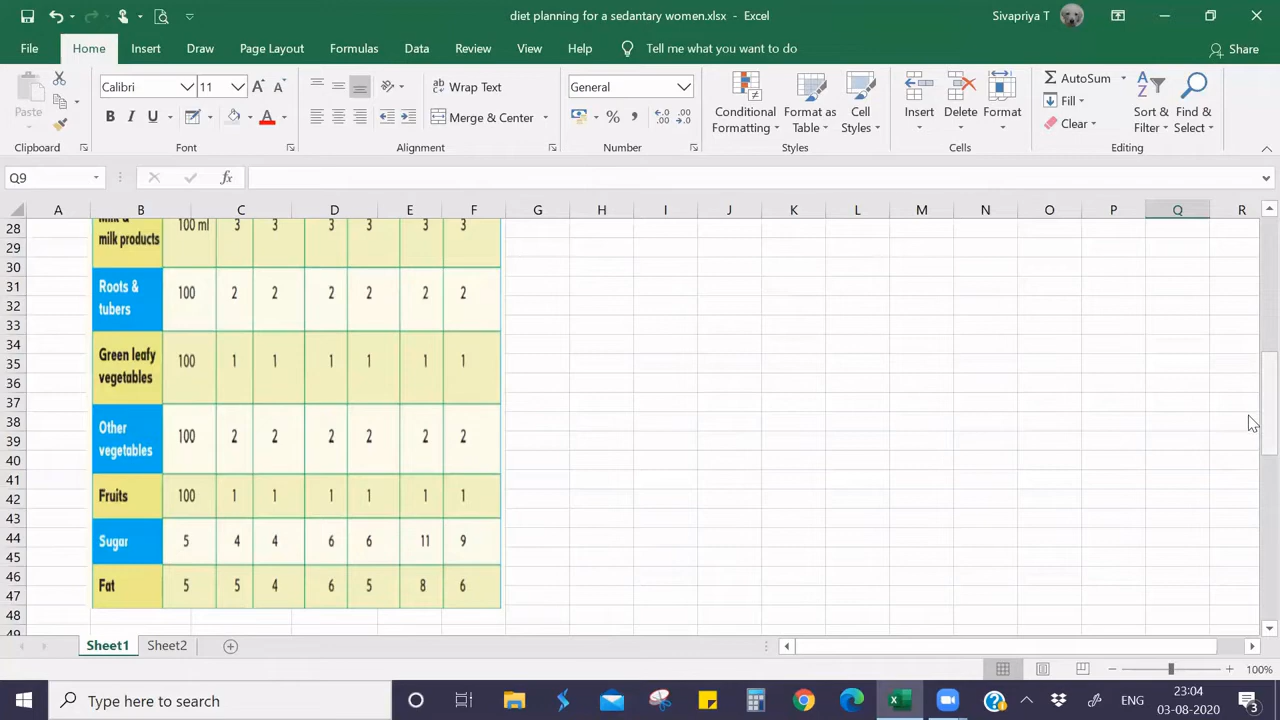 diet planning for a sedantary women.xlsx - Excel
Sivapriya T
File Home Insert Draw Page Layout Formulas Data Review View Help Tell me what you want to do Share
Paste
Clipboard
Calibri 11
B I U
Font
Wrap Text
Merge & Center
Alignment
General
Number
Conditional Formatting
Format as Table
Cell Styles
Styles
Insert Delete Format
Cells
AutoSum
Fill
Clear
Sort & Filter
Find & Select
Editing
Q9
fx
A B C D E F G H I J K L M N O P Q R
28
29
30
31
32
33
34
35
36
37
38
39
40
41
42
43
44
45
46
47
48
49
Milk &
milk products 100 ml 3 3 3 3 3 3
Roots &
tubers 100 2 2 2 2 2 2
Green leafy
vegetables 100 1 1 1 1 1 1
Other
vegetables 100 2 2 2 2 2 2
Fruits 100 1 1 1 1 1 1
Sugar 5 4 4 6 6 11 9
Fat 5 5 4 6 5 8 6
Sheet1 Sheet2
100%
Type here to search
ENG
23:04
03-08-2020
3